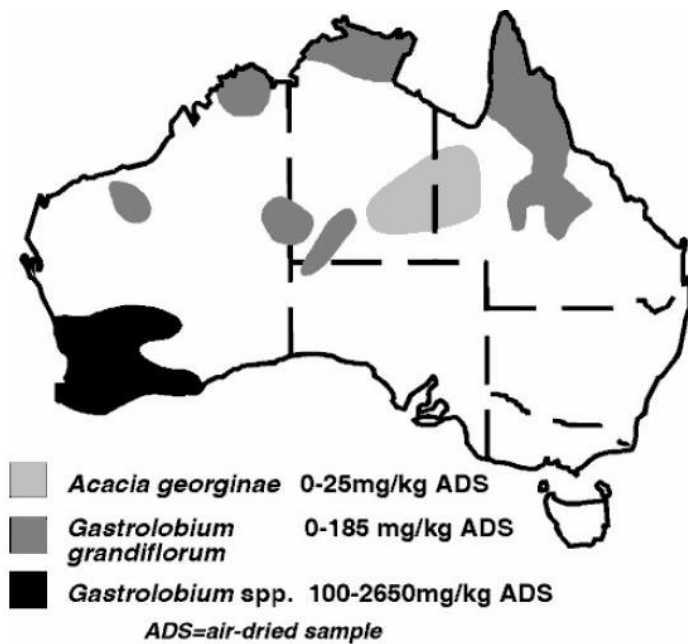 Acacia georginae 0-25mg/kg ADS
Gastrolobium 0-185 mg/kg ADS
grandiflorum
Gastrolobium spp. 100-2650mg/kg ADS
ADS=air-dried sample